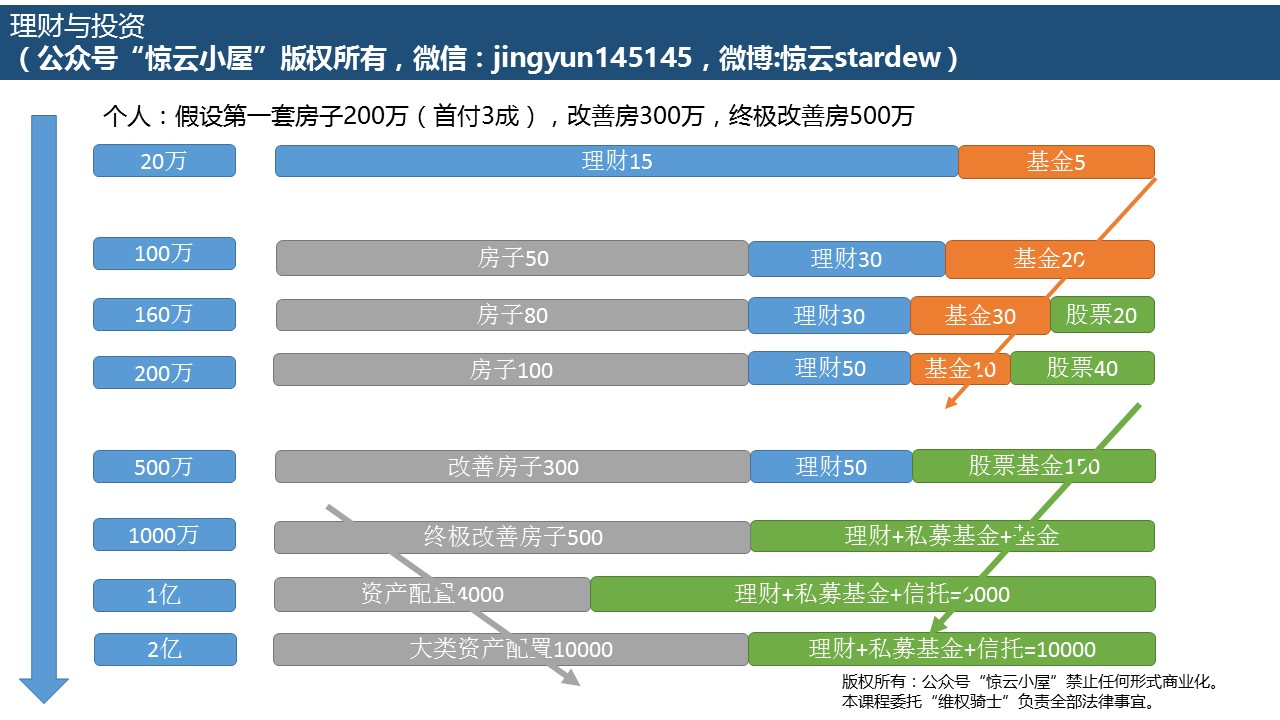 理财与投资
（公众号“惊云小屋”版权所有，微信：jingyun145145，微博:惊云stardew）
个人：假设第一套房子200万（首付3成），改善房300万，终极改善房500万
20万 理财15 基金5
100万 房子50 理财30 基金20
160万 房子80 理财30 基金30 股票20
200万 房子100 理财50 基金10 股票40
500万 改善房子300 理财50 股票基金150
1000万 终极改善房子500 理财+私募基金+基金
1亿 资产配置4000 理财+私募基金+信托=6000
2亿 大类资产配置10000 理财+私募基金+信托=10000
版权所有：公众号“惊云小屋”禁止任何形式商业化。
本课程委托“维权骑士”负责全部法律事宜。